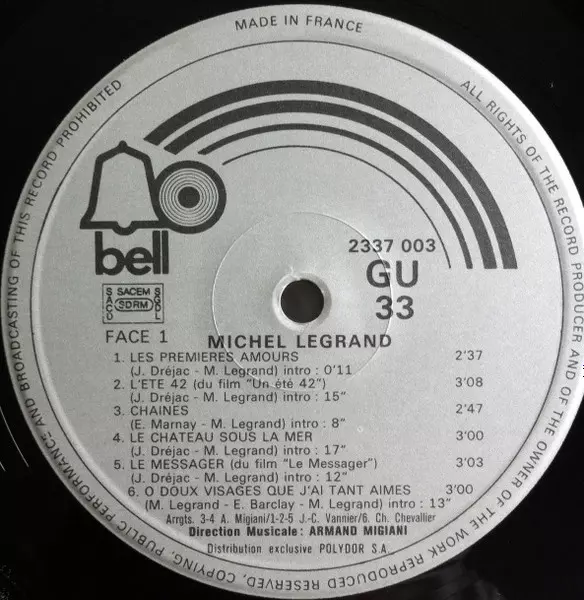 MADE IN FRANCE
ALL RIGHTS OF THE RECORD PRODUCER AND OF THE OWNER OF THE WORK REPRODUCED RESERVED, COPYING, PUBLIC PERFORMANCE AND BROADCASTING OF THIS RECORD PROHIBITED
bell
2337 003
GU
33
SACEM
SACD SDRM SGDL
FACE 1
MICHEL LEGRAND
1. LES PREMIERES AMOURS 2'37
(J. Dréjac - M. Legrand) intro : 0'11
2. L'ETE 42 (du film "Un été 42") 3'08
(J. Dréjac - M. Legrand) intro : 15"
3. CHAINES 2'47
(E. Marnay - M. Legrand) intro : 8"
4. LE CHATEAU SOUS LA MER 3'00
(J. Dréjac - M. Legrand) intro : 17"
5. LE MESSAGER (du film "Le Messager") 3'03
(J. Dréjac - M. Legrand) intro : 12"
6. O DOUX VISAGES QUE J'AI TANT AIMES 3'00
(M. Legrand - E. Barclay - M. Legrand) intro : 13"
Arrgts. 3-4 A. Migiani/1-2-5 J.-C. Vannier/6. Ch. Chevallier
Direction Musicale : ARMAND MIGIANI
Distribution exclusive POLYDOR S.A.